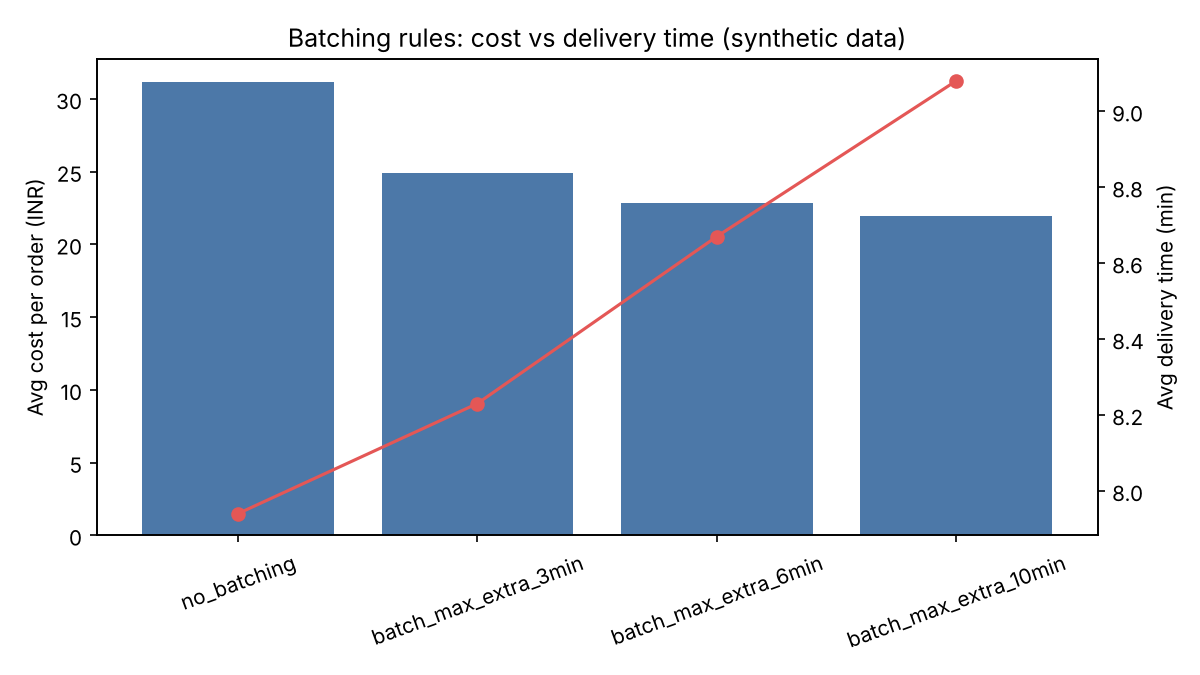 Batching rules: cost vs delivery time (synthetic data)
Avg cost per order (INR)
30
25
20
15
10
5
0
Avg delivery time (min)
9.0
8.8
8.6
8.4
8.2
8.0
no_batching
batch_max_extra_3min
batch_max_extra_6min
batch_max_extra_10min